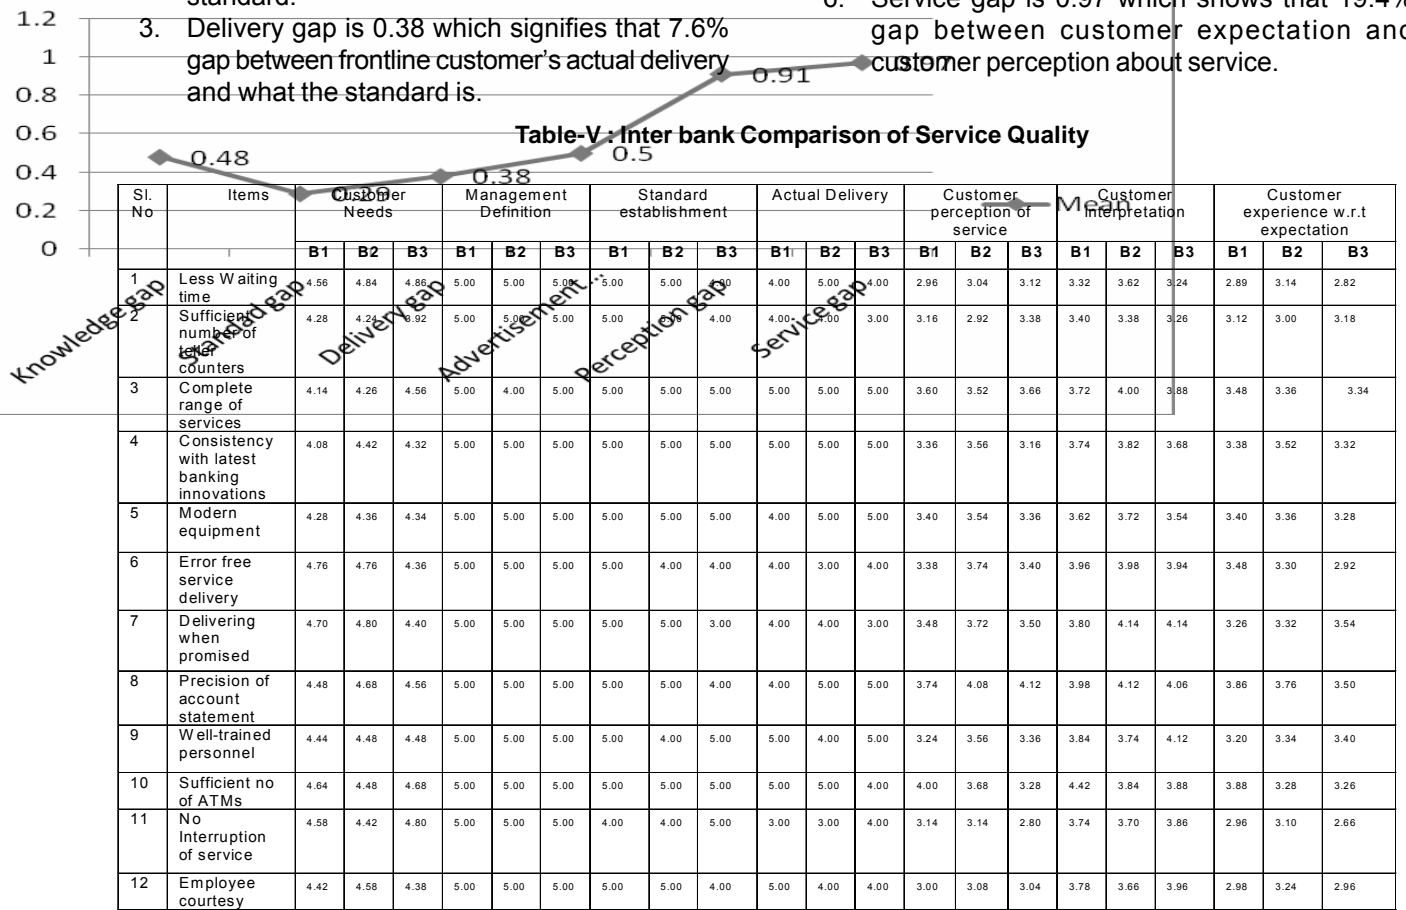 standard.
3. Delivery gap is 0.38 which signifies that 7.6%
gap between frontline customer's actual delivery
and what the standard is.
6. Service gap is 0.97 which shows that 19.4%
gap between customer expectation and
customer perception about service.
1.2
1
0.8
0.6
0.4
0.2
0
0.48
0.29
0.38
0.5
0.91
0.97
Mean
Knowledge gap
Standad gap
Delivery gap
Advertisement...
Perception gap
Service gap
Table-V : Inter bank Comparison of Service Quality
Sl. No Items Customer Needs Management Definition Standard establishment Actual Delivery Customer perception of service Customer interpretation Customer experience w.r.t expectation
B1 B2 B3 B1 B2 B3 B1 B2 B3 B1 B2 B3 B1 B2 B3 B1 B2 B3 B1 B2 B3
1 Less Waiting time 4.56 4.84 4.86 5.00 5.00 5.00 5.00 5.00 4.00 4.00 5.00 4.00 2.96 3.04 3.12 3.32 3.62 3.24 2.89 3.14 2.82
2 Sufficient number of teller counters 4.28 4.24 3.92 5.00 5.00 5.00 5.00 5.00 4.00 4.00 4.00 3.00 3.16 2.92 3.38 3.40 3.38 3.26 3.12 3.00 3.18
3 Complete range of services 4.14 4.26 4.56 5.00 4.00 5.00 5.00 5.00 5.00 5.00 5.00 5.00 3.60 3.52 3.66 3.72 4.00 3.88 3.48 3.36 3.34
4 Consistency with latest banking innovations 4.08 4.42 4.32 5.00 5.00 5.00 5.00 5.00 5.00 5.00 5.00 5.00 3.36 3.56 3.16 3.74 3.82 3.68 3.38 3.52 3.32
5 Modern equipment 4.28 4.36 4.34 5.00 5.00 5.00 5.00 5.00 5.00 4.00 5.00 5.00 3.40 3.54 3.36 3.62 3.72 3.54 3.40 3.36 3.28
6 Error free service delivery 4.76 4.76 4.36 5.00 5.00 5.00 5.00 4.00 4.00 4.00 3.00 4.00 3.38 3.74 3.40 3.96 3.98 3.94 3.48 3.30 2.92
7 Delivering when promised 4.70 4.80 4.40 5.00 5.00 5.00 5.00 5.00 3.00 4.00 4.00 3.00 3.48 3.72 3.50 3.80 4.14 4.14 3.26 3.32 3.54
8 Precision of account statement 4.48 4.68 4.56 5.00 5.00 5.00 5.00 5.00 4.00 4.00 5.00 5.00 3.74 4.08 4.12 3.98 4.12 4.06 3.86 3.76 3.50
9 Well-trained personnel 4.44 4.48 4.48 5.00 5.00 5.00 5.00 4.00 5.00 5.00 4.00 5.00 3.24 3.56 3.36 3.84 3.74 4.12 3.20 3.34 3.40
10 Sufficient no of ATMs 4.64 4.48 4.68 5.00 5.00 5.00 5.00 5.00 5.00 5.00 5.00 4.00 4.00 3.68 3.28 4.42 3.84 3.88 3.88 3.28 3.26
11 No Interruption of service 4.58 4.42 4.80 5.00 5.00 5.00 4.00 4.00 5.00 3.00 3.00 4.00 3.14 3.14 2.80 3.74 3.70 3.86 2.96 3.10 2.66
12 Employee courtesy 4.42 4.58 4.38 5.00 5.00 5.00 5.00 5.00 4.00 5.00 4.00 4.00 3.00 3.08 3.04 3.78 3.66 3.96 2.98 3.24 2.96